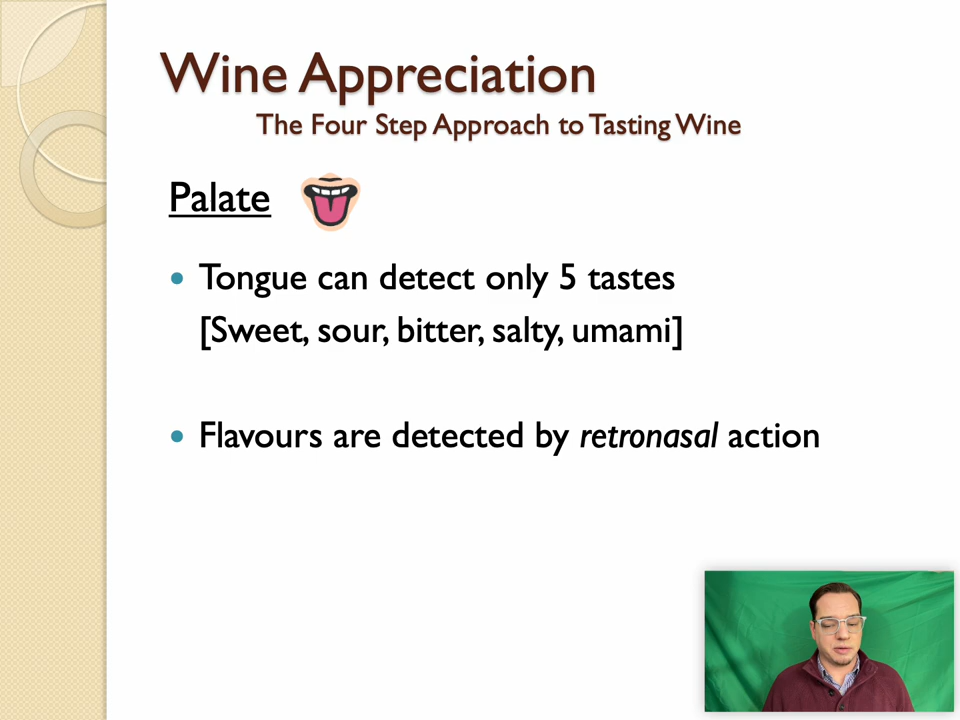 Wine Appreciation
The Four Step Approach to Tasting Wine
Palate
Tongue can detect only 5 tastes
[Sweet, sour, bitter, salty, umami]
Flavours are detected by retronasal action